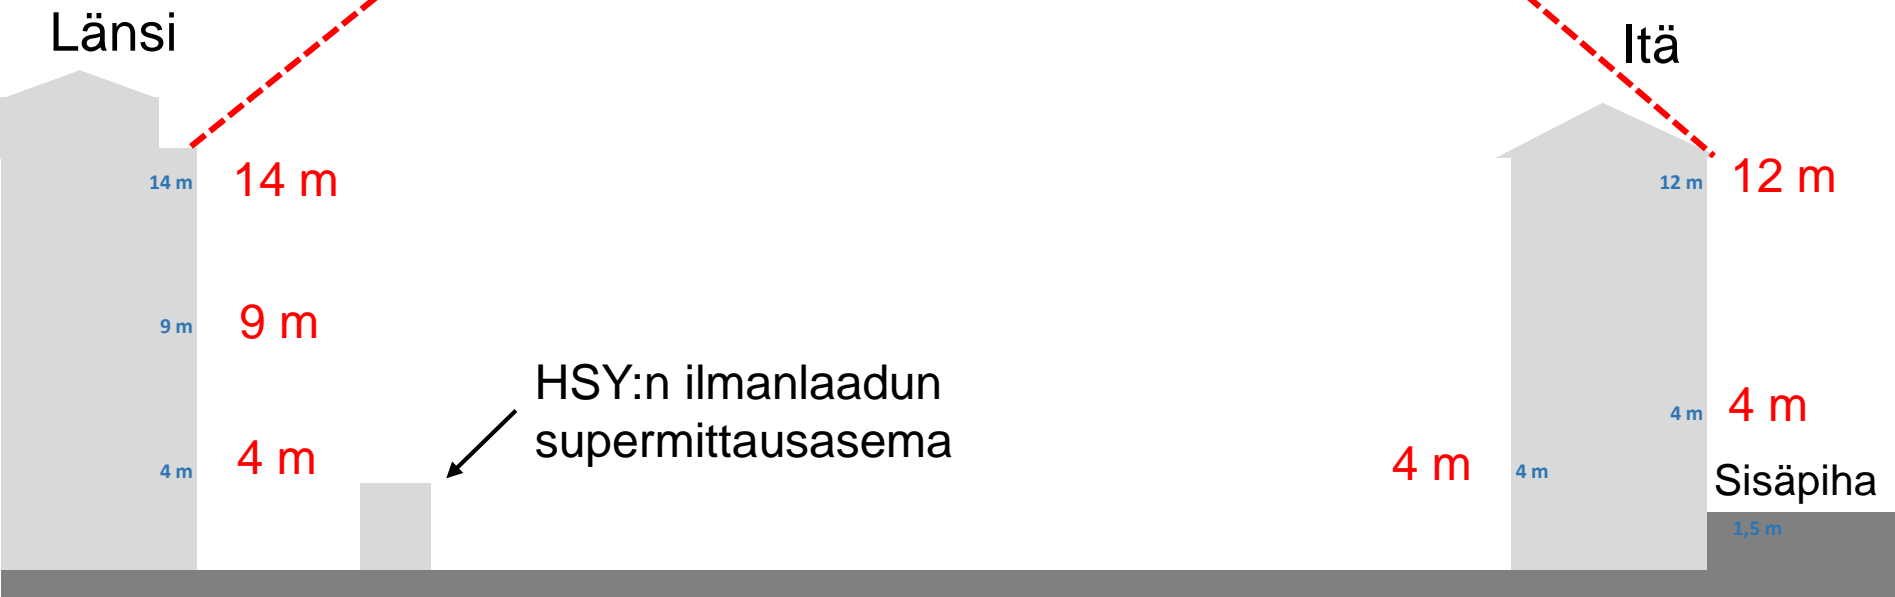 Länsi
Itä
14 m 14 m
12 m 12 m
9 m 9 m
HSY:n ilmanlaadun
supermittausasema
4 m 4 m
4 m 4 m
4 m 4 m
Sisäpiha
1,5 m